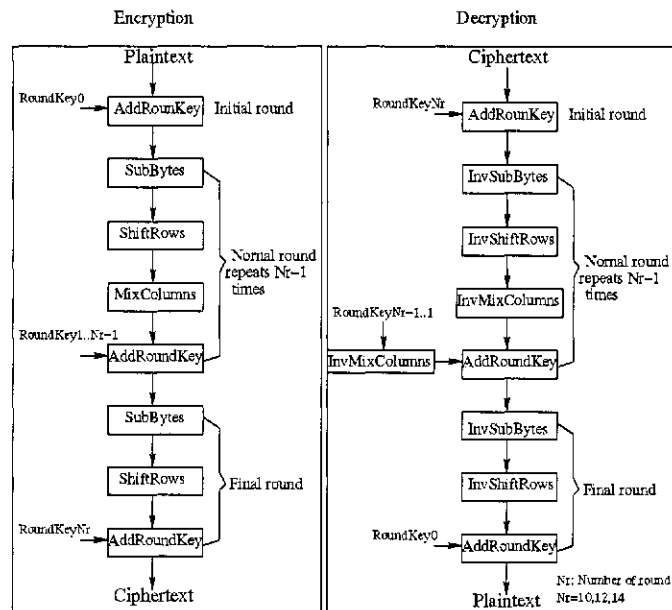 Encryption
Plaintext
RoundKey0
AddRounKey
Initial round
SubBytes
ShiftRows
Nornal round
repeats Nr-1
times
MixColumns
RoundKey1..Nr-1
AddRoundKey
SubBytes
ShiftRows
Final round
RoundKeyNr
AddRoundKey
Ciphertext
Decryption
Ciphertext
RoundKeyNr
AddRounKey
Initial round
InvSubBytes
InvShiftRows
Nornal round
repeats Nr-1
times
InvMixColumns
RoundKeyNr-1..1
InvMixColumns
AddRoundKey
InvSubBytes
InvShiftRows
Final round
RoundKey0
AddRoundKey
Plaintext
Nr: Number of round
Nr=10,12,14